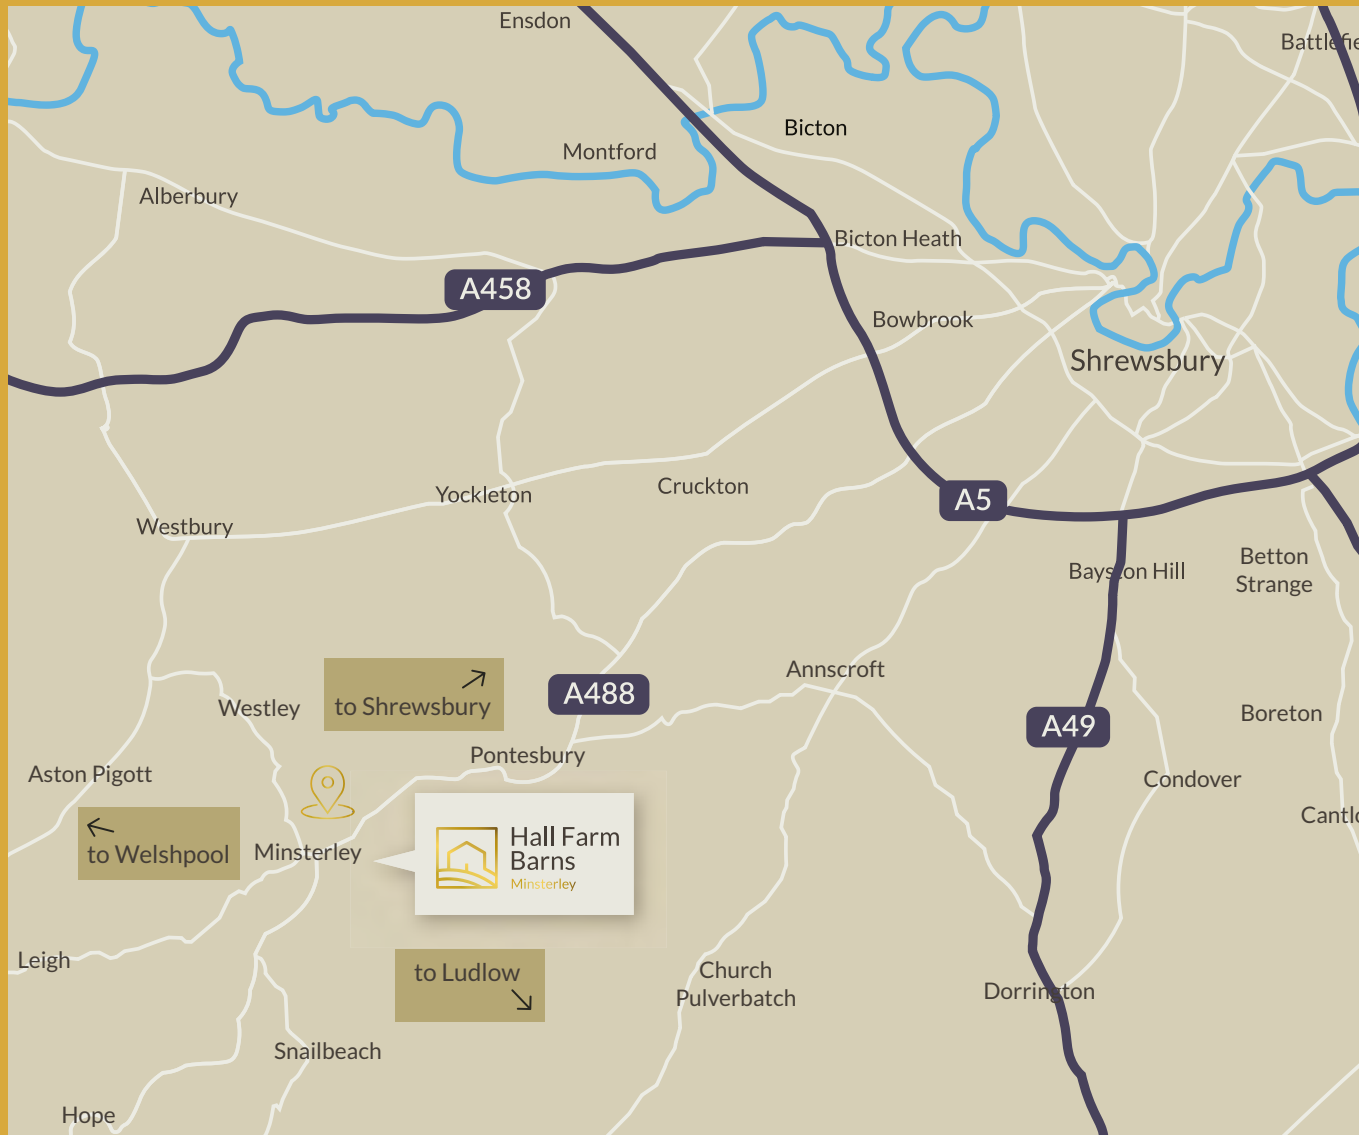 Ensdon
Battlefie
Bicton
Montford
Alberbury
Bicton Heath
A458
Bowbrook
Shrewsbury
Yockleton
Cruckton
A5
Westbury
Bayston Hill
Betton
Strange
to Shrewsbury
A488
Annscroft
Westley
A49
Boreton
Pontesbury
Aston Pigott
Condover
Cantlo
to Welshpool
Minsterley
Hall Farm
Barns
Minsterley
Leigh
to Ludlow
Church
Pulverbatch
Dorrington
Snailbeach
Hope